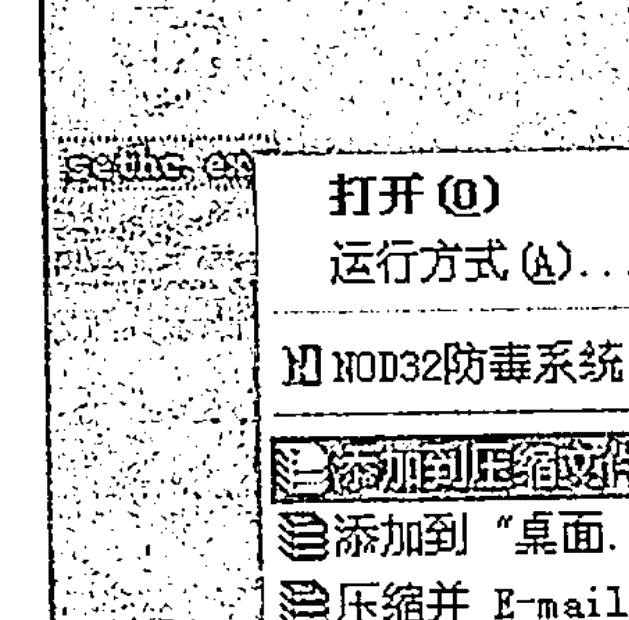 sethc.ex
打开(O)
运行方式(A)...
NOD32防毒系统
添加到压缩文件
添加到 "桌面.
压缩并 E-mail